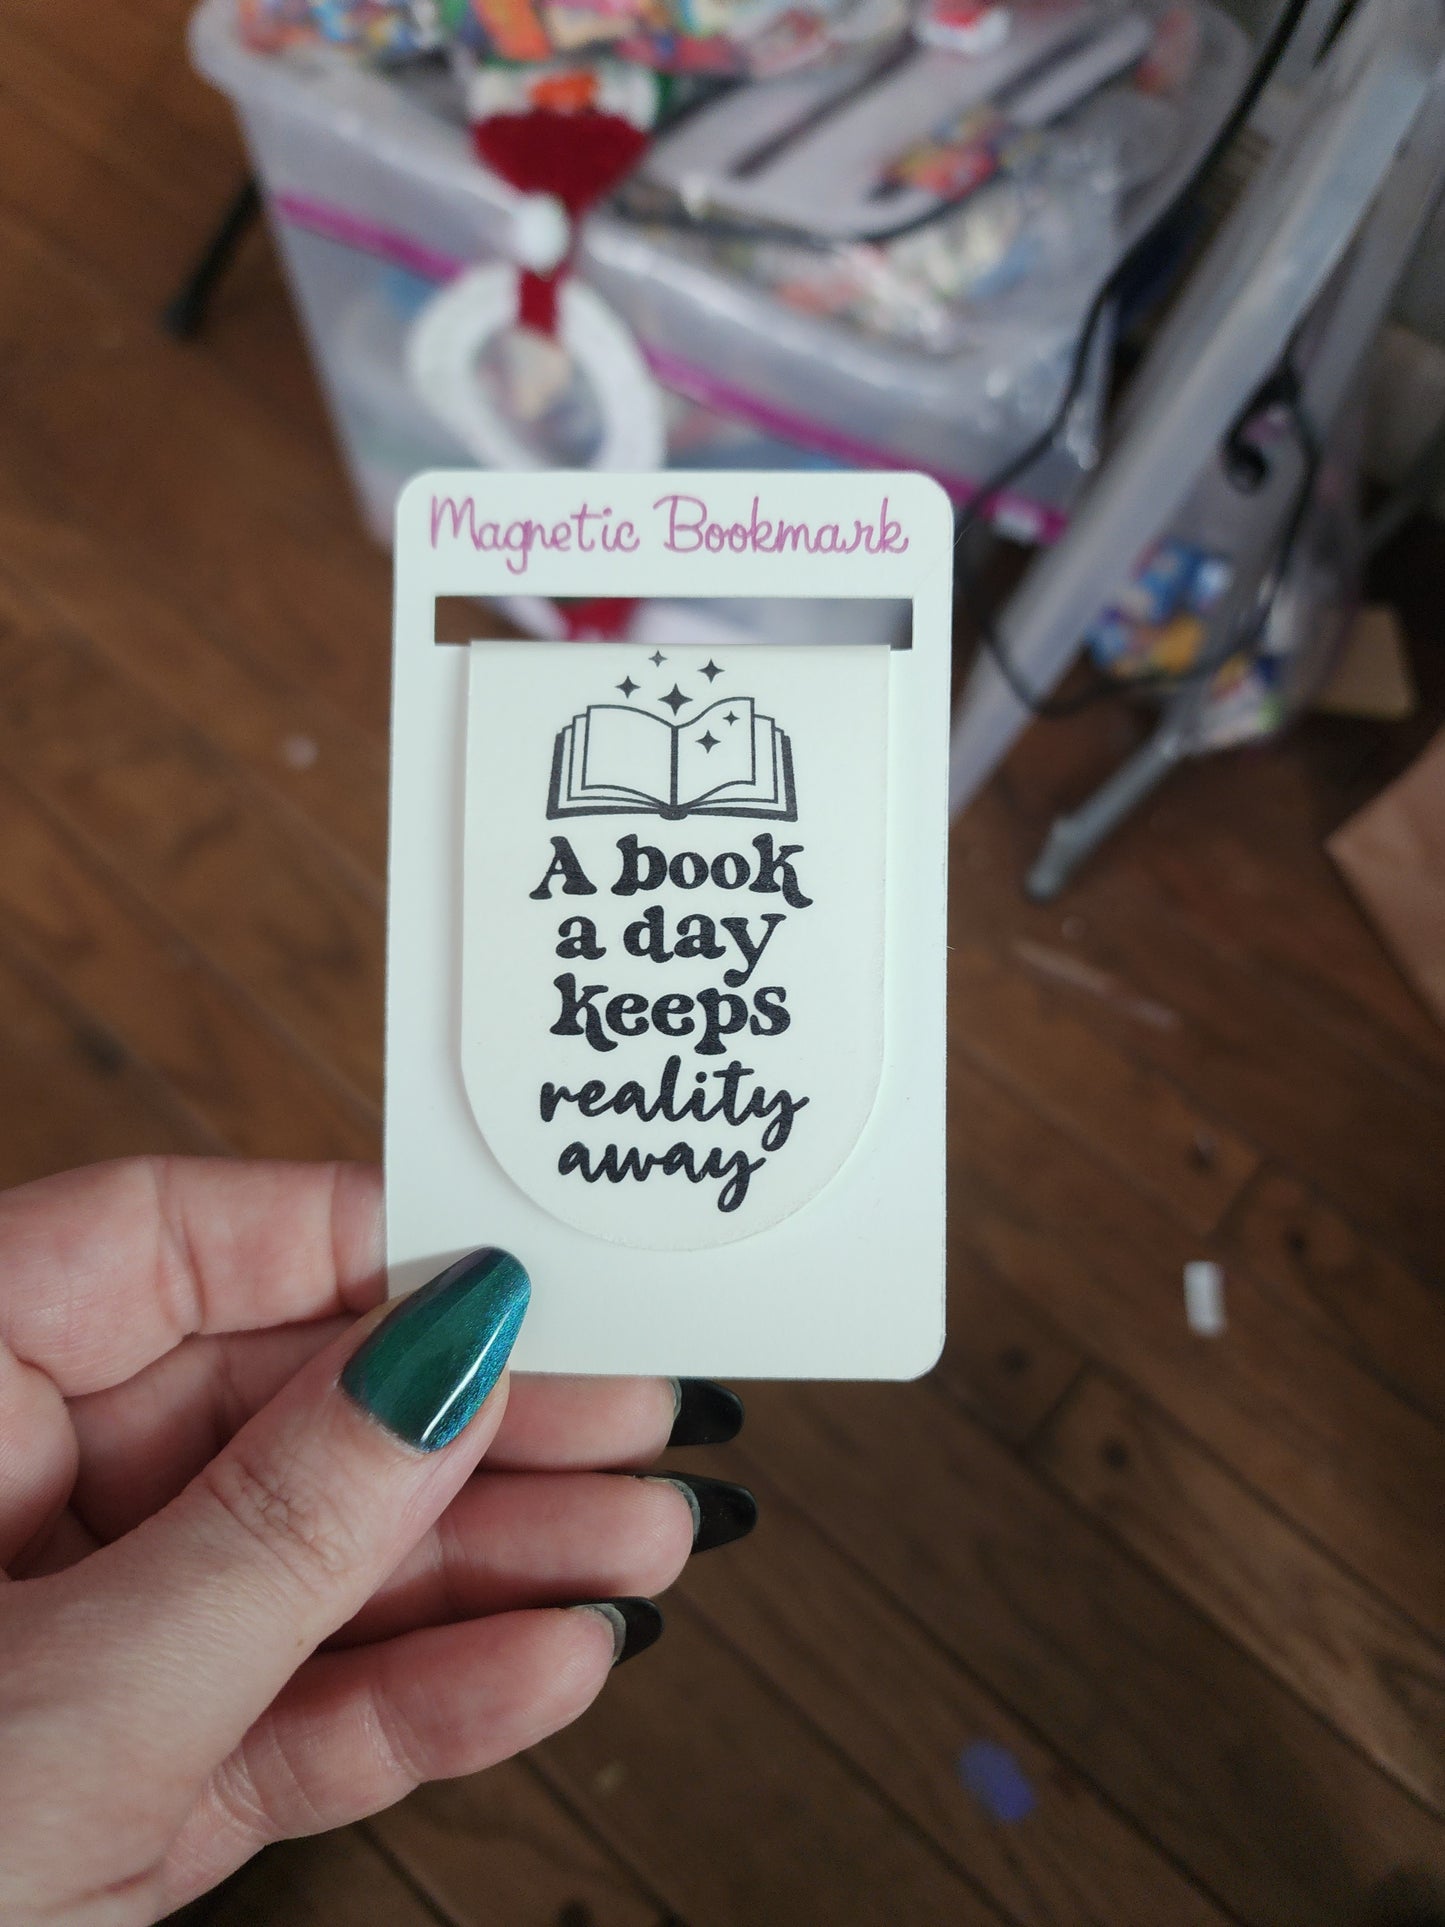 Magnetic Bookmark
A book
a day
keeps
reality
away